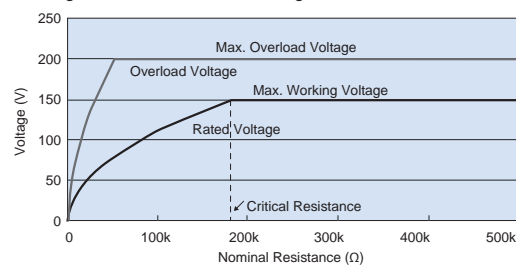 250
200
150
100
50
0
Voltage (V)
Max. Overload Voltage
Overload Voltage
Max. Working Voltage
Rated Voltage
Critical Resistance
0 100k 200k 300k 400k 500k
Nominal Resistance (Ω)